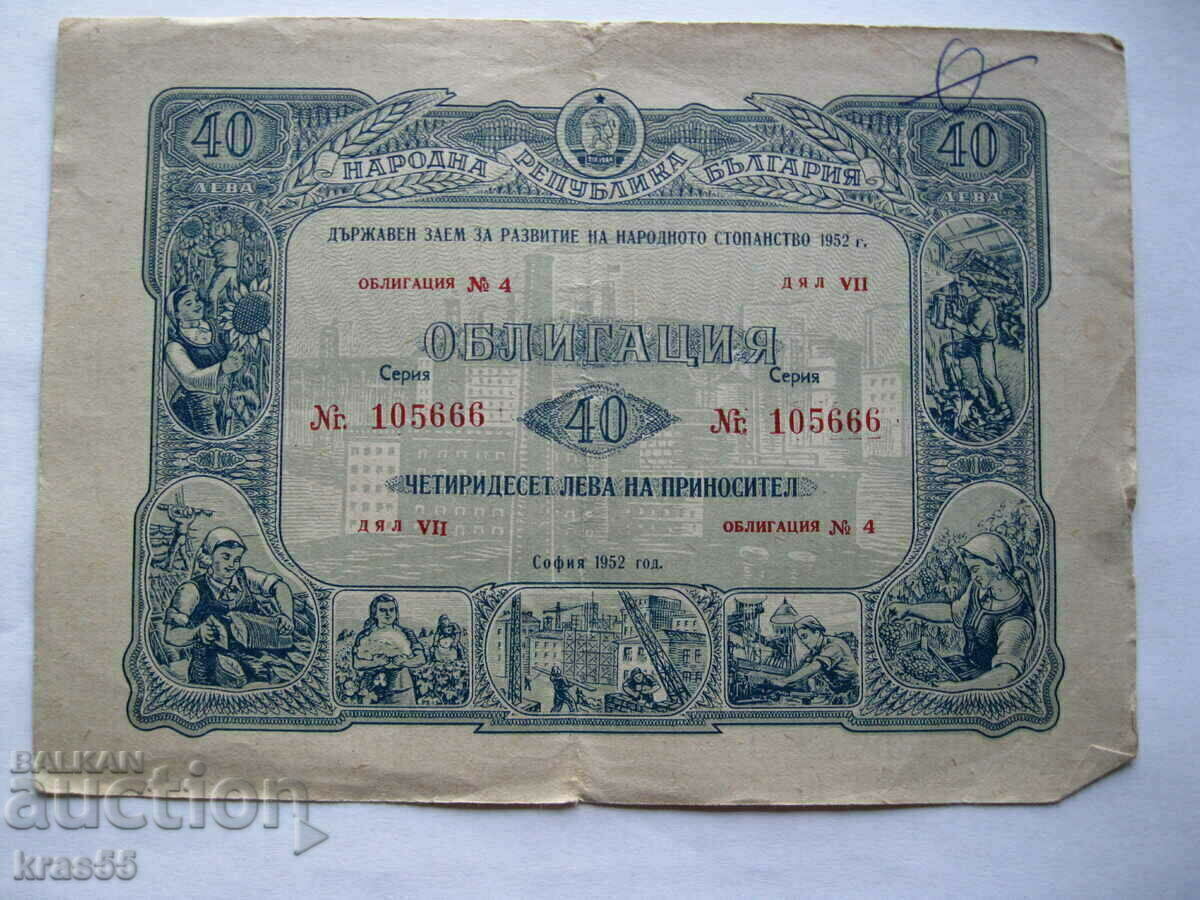 40 40
ЛЕВА ЛЕВА
НАРОДНА РЕПУБЛИКА БЪЛГАРИЯ
ДЪРЖАВЕН ЗАЕМ ЗА РАЗВИТИЕ НА НАРОДНОТО СТОПАНСТВО 1952 г.
ОБЛИГАЦИЯ № 4 ДЯЛ VII
ОБЛИГАЦИЯ
Серия Серия
Nr. 105666 40 Nr. 105666
ЧЕТИРИДЕСЕТ ЛЕВА НА ПРИНОСИТЕЛ
ДЯЛ VII ОБЛИГАЦИЯ № 4
София 1952 год.
BALKAN
auction
kras55